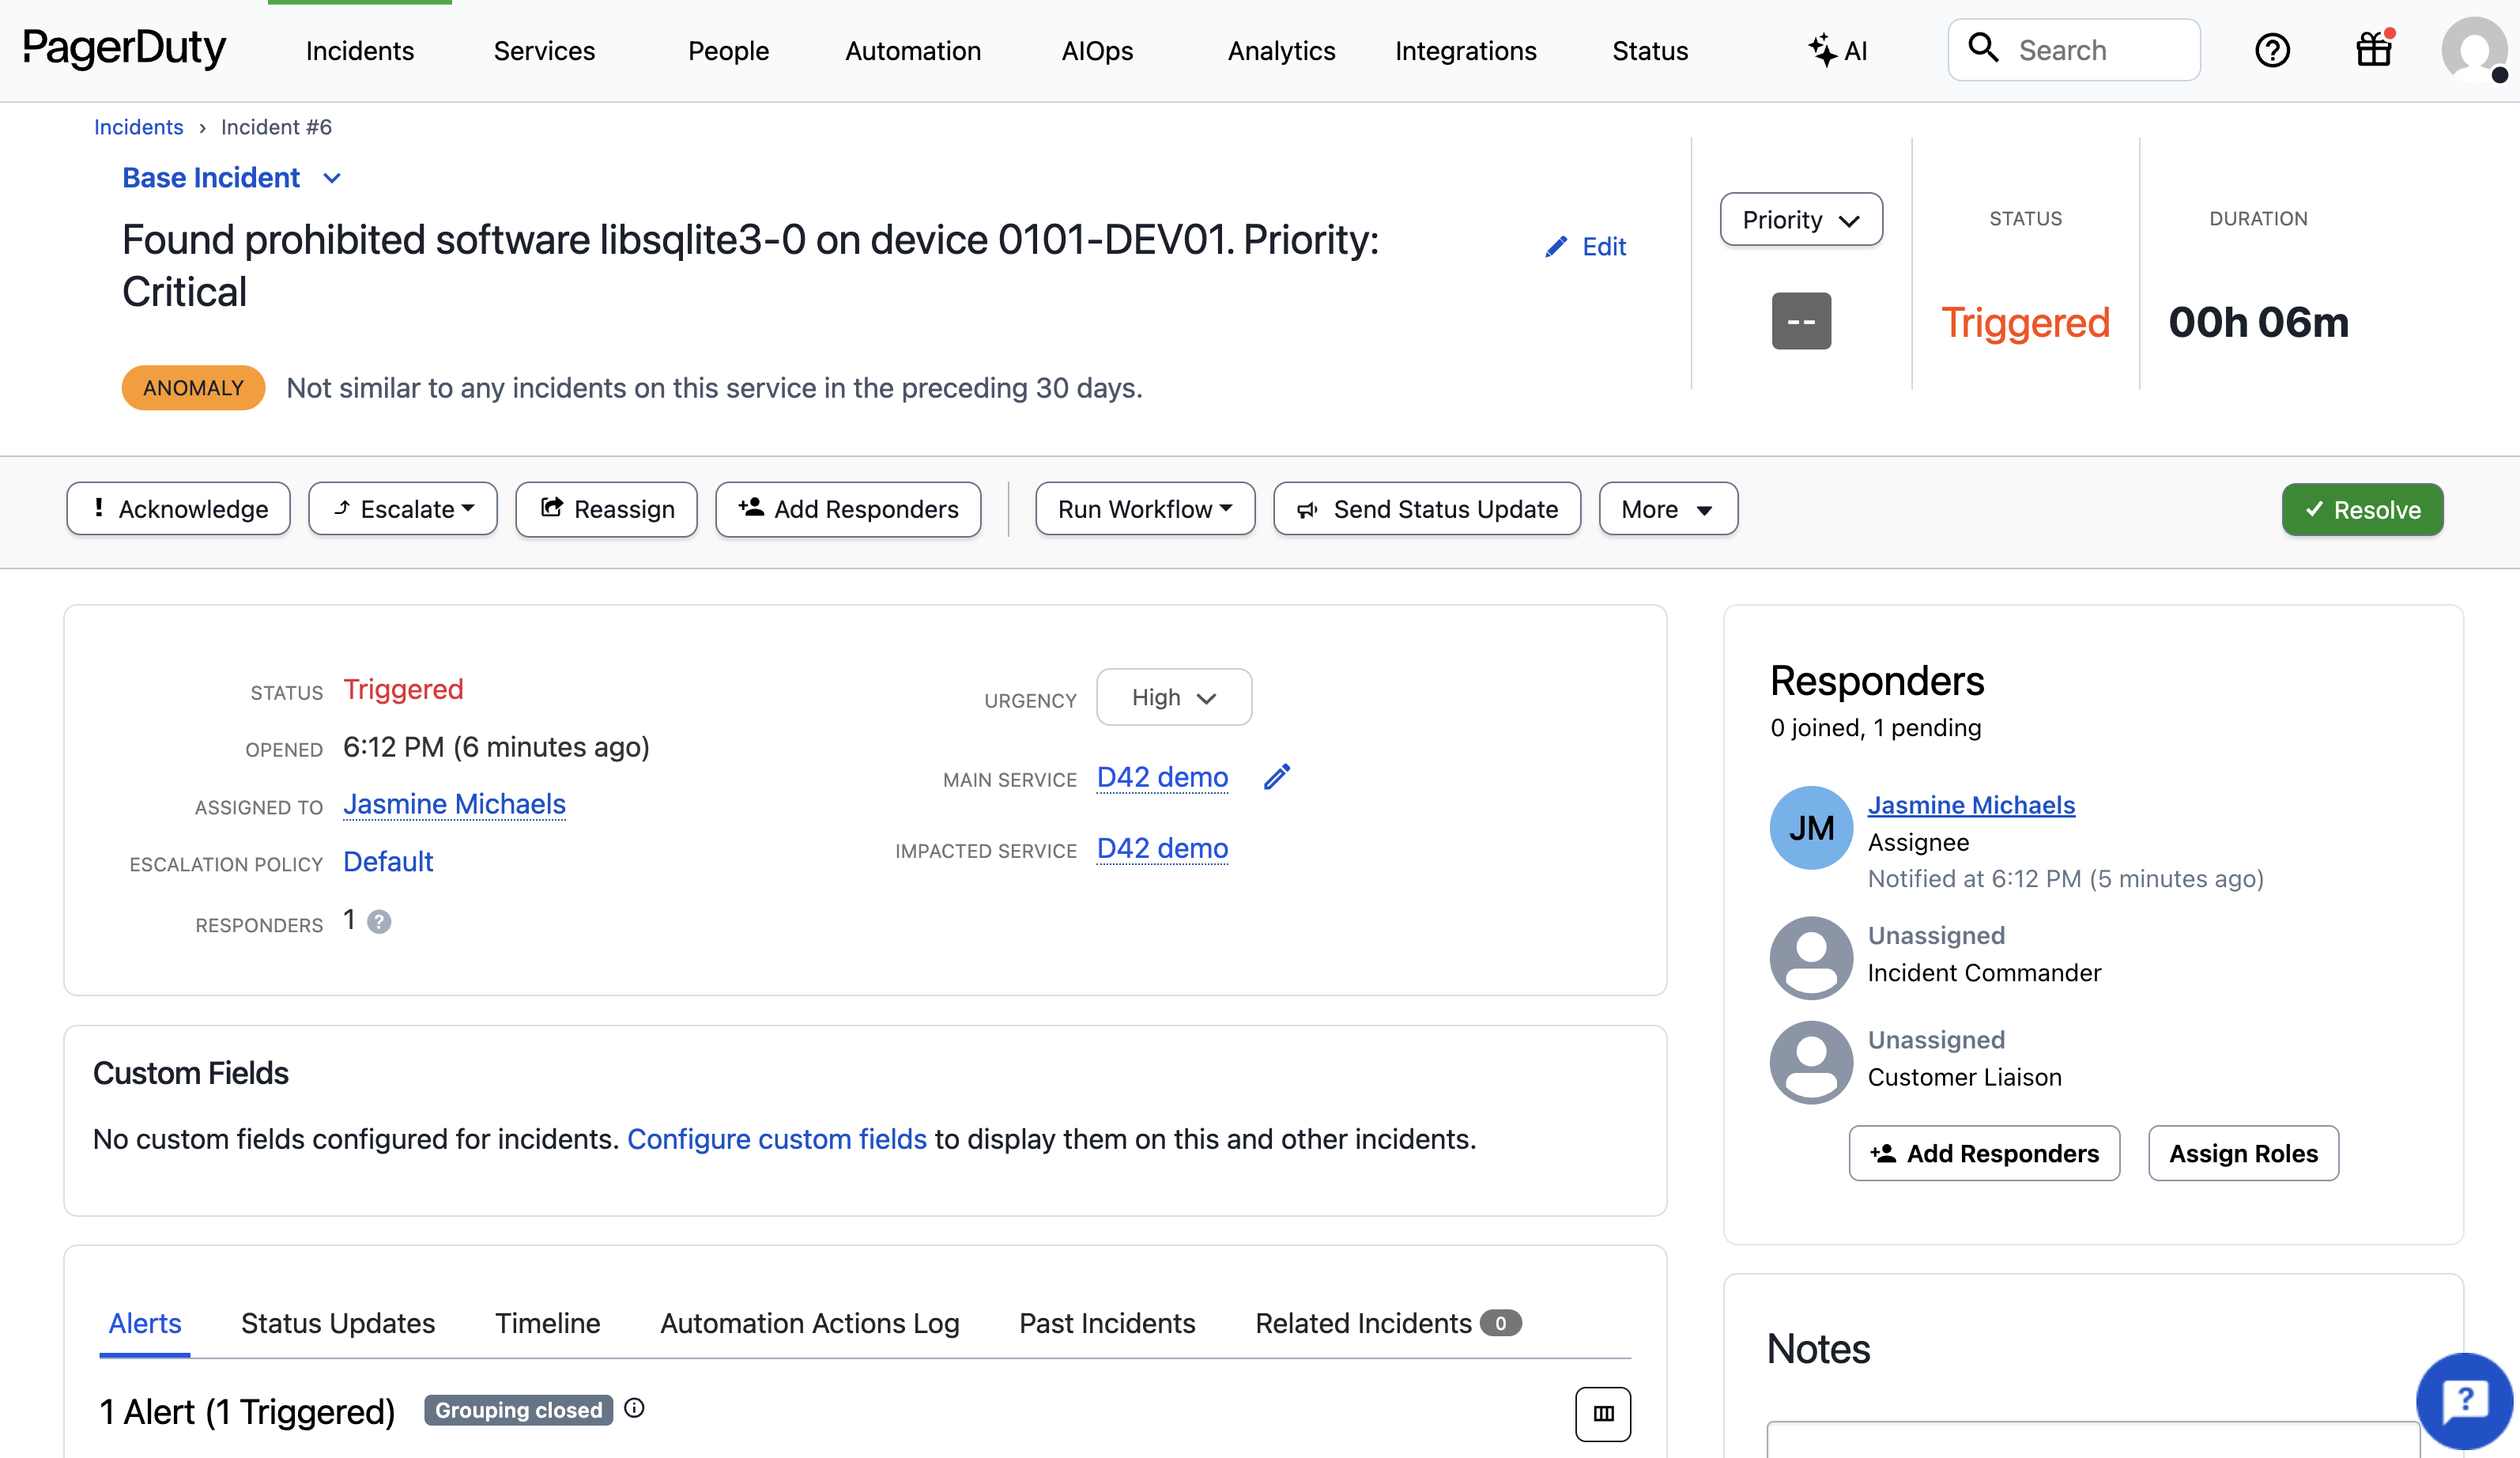 PagerDuty Incidents Services People Automation AIOps Analytics Integrations Status AI Search
Incidents › Incident #6
Base Incident
Found prohibited software libsqlite3-0 on device 0101-DEV01. Priority:
Critical
Edit
ANOMALY Not similar to any incidents on this service in the preceding 30 days.
Priority
--
STATUS
Triggered
DURATION
00h 06m
! Acknowledge Escalate Reassign Add Responders Run Workflow Send Status Update More Resolve
STATUS Triggered
OPENED 6:12 PM (6 minutes ago)
ASSIGNED TO Jasmine Michaels
ESCALATION POLICY Default
RESPONDERS 1 ?
URGENCY High
MAIN SERVICE D42 demo
IMPACTED SERVICE D42 demo
Custom Fields
No custom fields configured for incidents. Configure custom fields to display them on this and other incidents.
Alerts Status Updates Timeline Automation Actions Log Past Incidents Related Incidents 0
1 Alert (1 Triggered) Grouping closed
Responders
0 joined, 1 pending
JM
Jasmine Michaels
Assignee
Notified at 6:12 PM (5 minutes ago)
Unassigned
Incident Commander
Unassigned
Customer Liaison
Add Responders Assign Roles
Notes